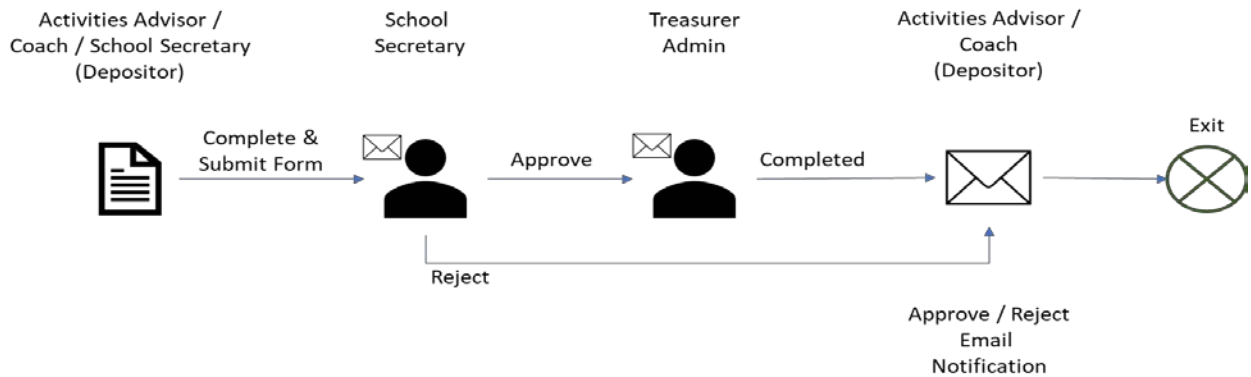 Activities Advisor /
Coach / School Secretary
(Depositor)
School
Secretary
Treasurer
Admin
Activities Advisor /
Coach
(Depositor)
Complete &
Submit Form
Approve
Completed
Exit
Reject
Approve / Reject
Email
Notification